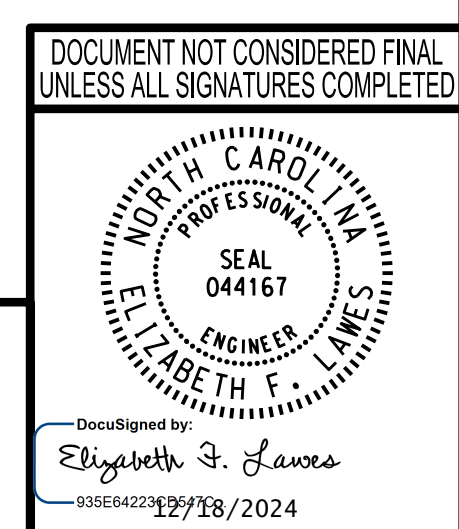 DOCUMENT NOT CONSIDERED FINAL
UNLESS ALL SIGNATURES COMPLETED
NORTH CAROLINA
PROFESSIONAL
SEAL
044167
ENGINEER
ELIZABETH F. LAWES
DocuSigned by:
Elizabeth F. Lawes
935E64223CD547C...
12/18/2024